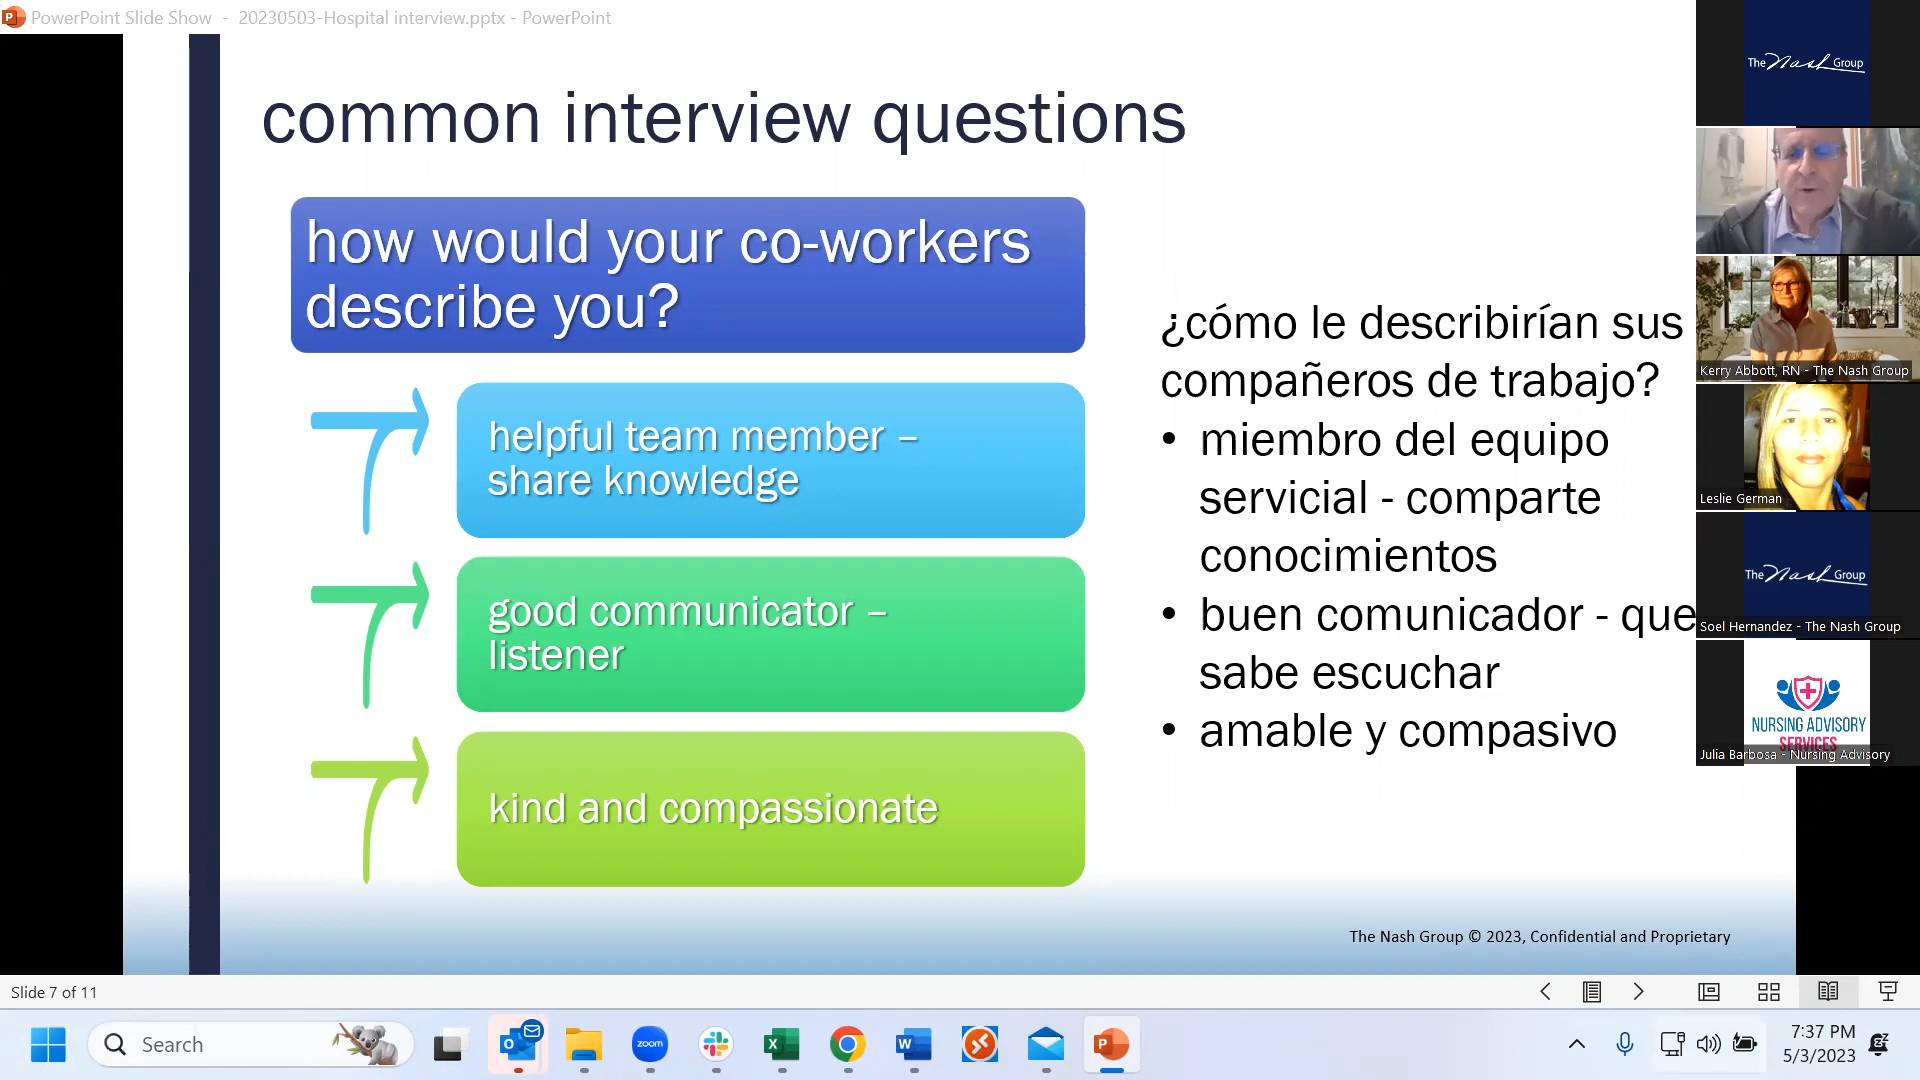 PowerPoint Slide Show - 20230503-Hospital interview.pptx - PowerPoint
common interview questions
how would your co-workers
describe you?
helpful team member –
share knowledge
good communicator –
listener
kind and compassionate
¿cómo le describirían sus
compañeros de trabajo?
• miembro del equipo
servicial - comparte
conocimientos
• buen comunicador - que
sabe escuchar
• amable y compasivo
The Nash Group © 2023, Confidential and Proprietary
The Nash Group
Kerry Abbott, RN - The Nash Group
Leslie German
The Nash Group
Soel Hernandez - The Nash Group
NURSING ADVISORY
SERVICES
Julia Barbosa - Nursing Advisory
Slide 7 of 11
Search
zoom
7:37 PM
5/3/2023